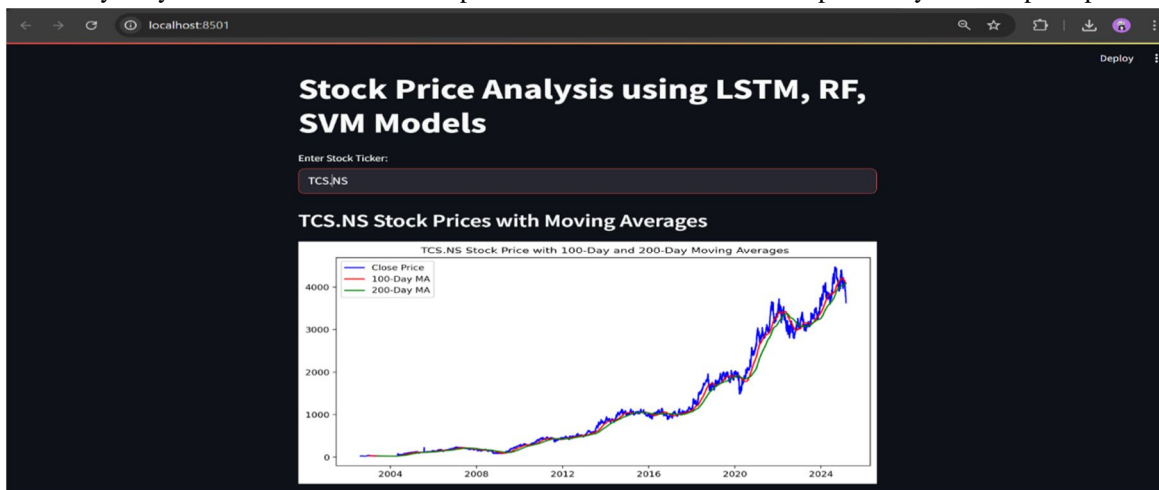 localhost:8501
Deploy
Stock Price Analysis using LSTM, RF,
SVM Models
Enter Stock Ticker:
TCS.NS
TCS.NS Stock Prices with Moving Averages
TCS.NS Stock Price with 100-Day and 200-Day Moving Averages
Close Price
100-Day MA
200-Day MA
4000
3000
2000
1000
0
2004 2008 2012 2016 2020 2024